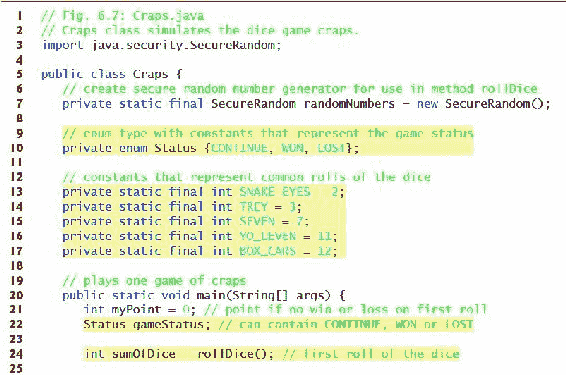 1 // Fig. 6.7: Craps.java
2 // Craps class simulates the dice game craps.
3 import java.security.SecureRandom;
4
5 public class Craps {
6 // create secure random number generator for use in method rollDice
7 private static final SecureRandom randomNumbers = new SecureRandom();
8
9 // enum type with constants that represent the game status
10 private enum Status {CONTINUE, WON, LOST};
11
12 // constants that represent common rolls of the dice
13 private static final int SNAKE_EYES = 2;
14 private static final int TREY = 3;
15 private static final int SEVEN = 7;
16 private static final int YO_LEVEN = 11;
17 private static final int BOX_CARS = 12;
18
19 // plays one game of craps
20 public static void main(String[] args) {
21 int myPoint = 0; // point if no win or loss on first roll
22 Status gameStatus; // can contain CONTINUE, WON or LOST
23
24 int sumOfDice = rollDice(); // first roll of the dice
25